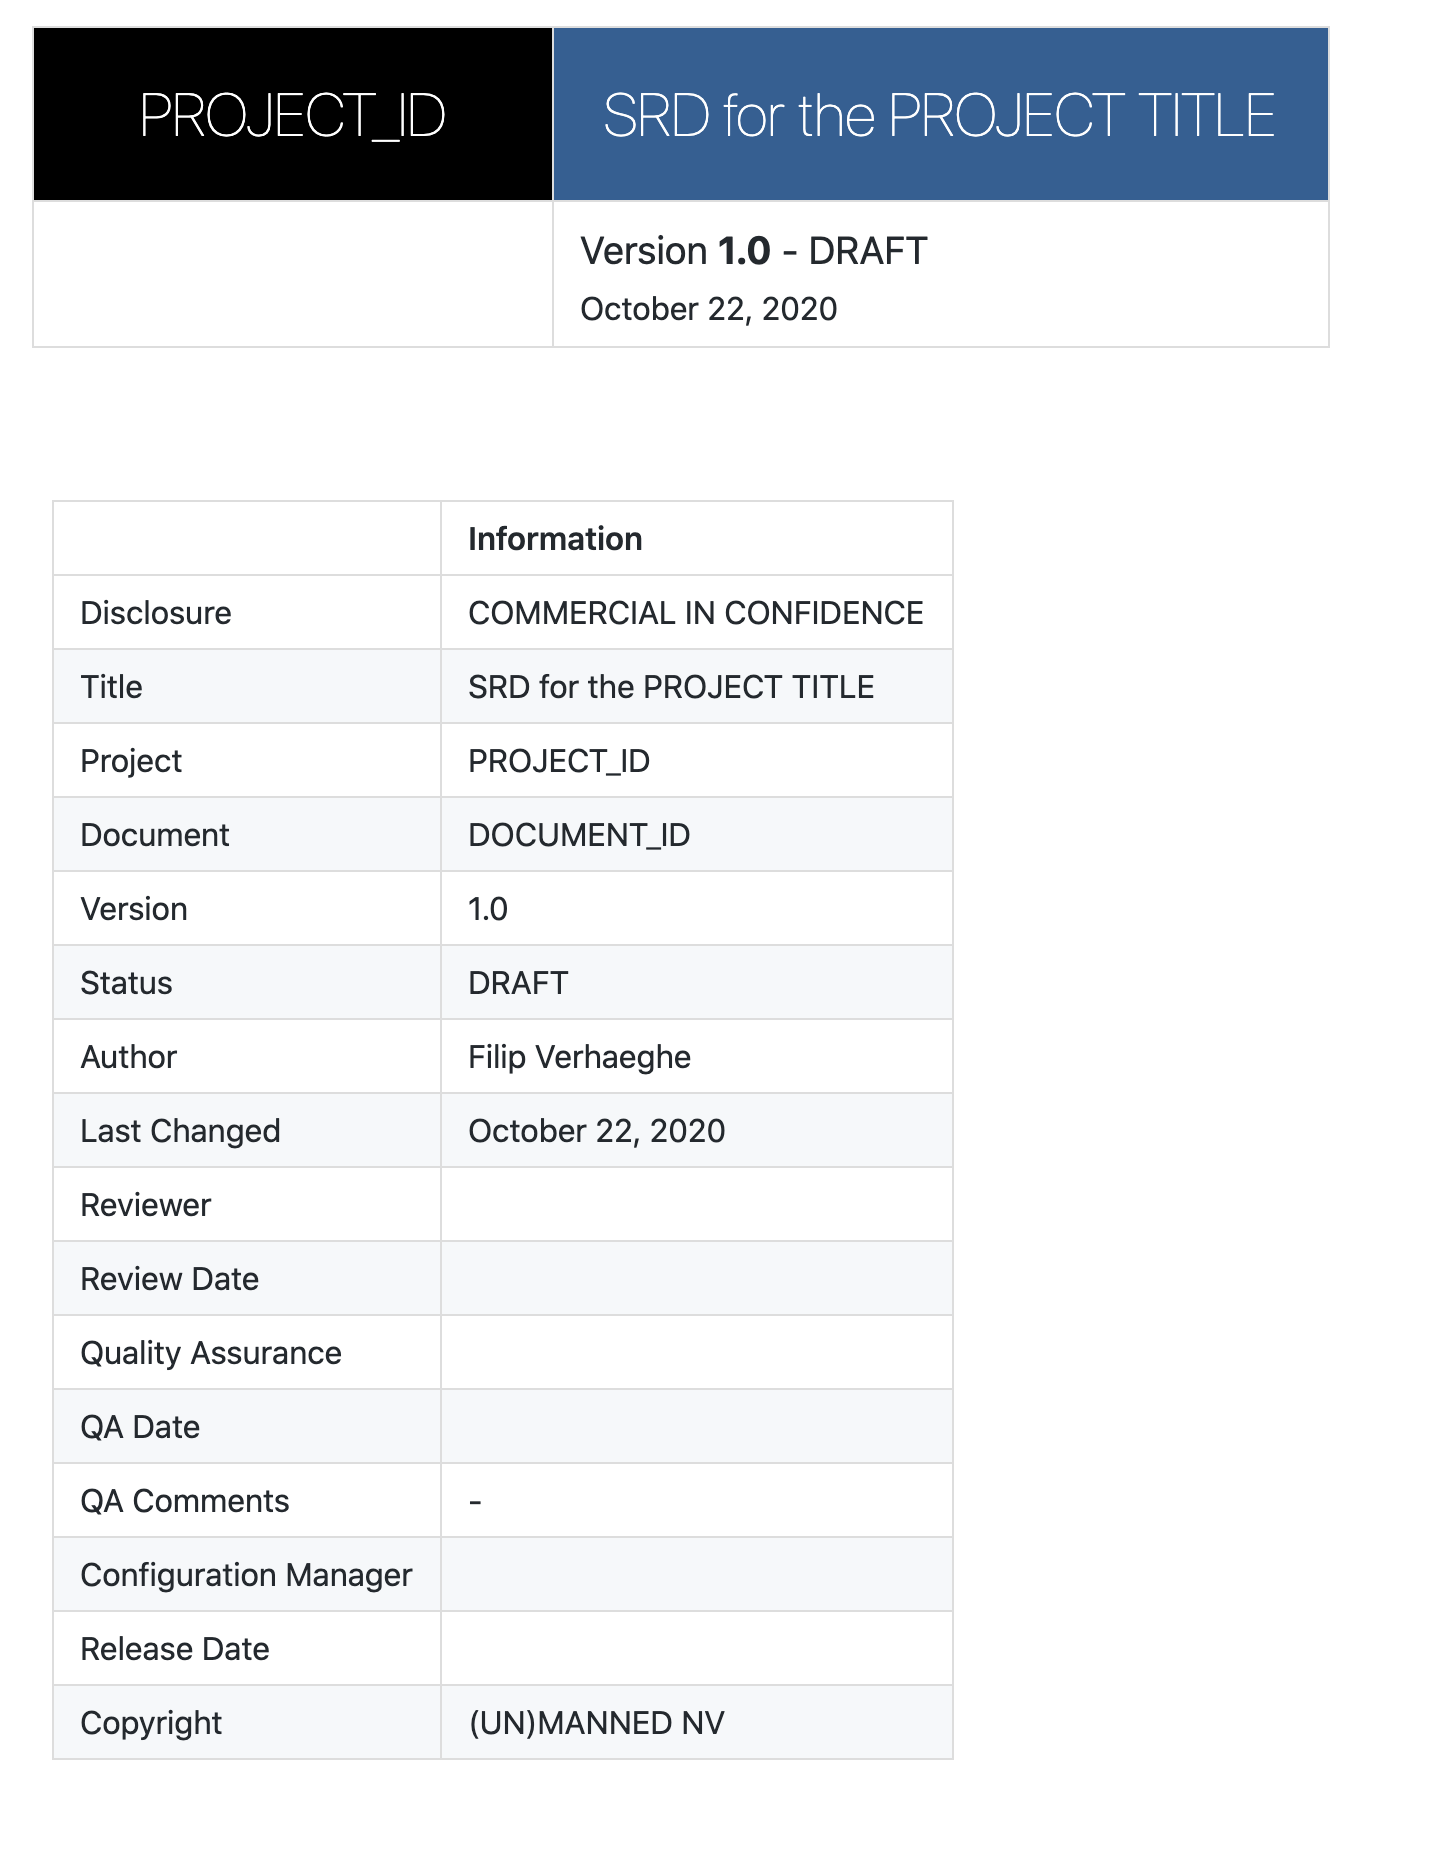 PROJECT_ID
SRD for the PROJECT TITLE
Version 1.0 - DRAFT
October 22, 2020
Information
Disclosure COMMERCIAL IN CONFIDENCE
Title SRD for the PROJECT TITLE
Project PROJECT_ID
Document DOCUMENT_ID
Version 1.0
Status DRAFT
Author Filip Verhaeghe
Last Changed October 22, 2020
Reviewer
Review Date
Quality Assurance
QA Date
QA Comments -
Configuration Manager
Release Date
Copyright (UN)MANNED NV